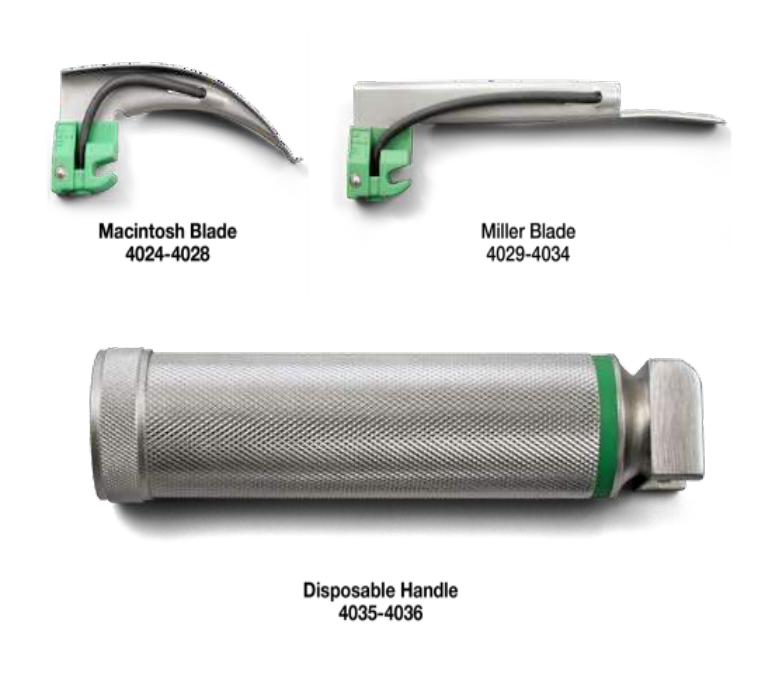 Macintosh Blade
4024-4028
Miller Blade
4029-4034
Disposable Handle
4035-4036